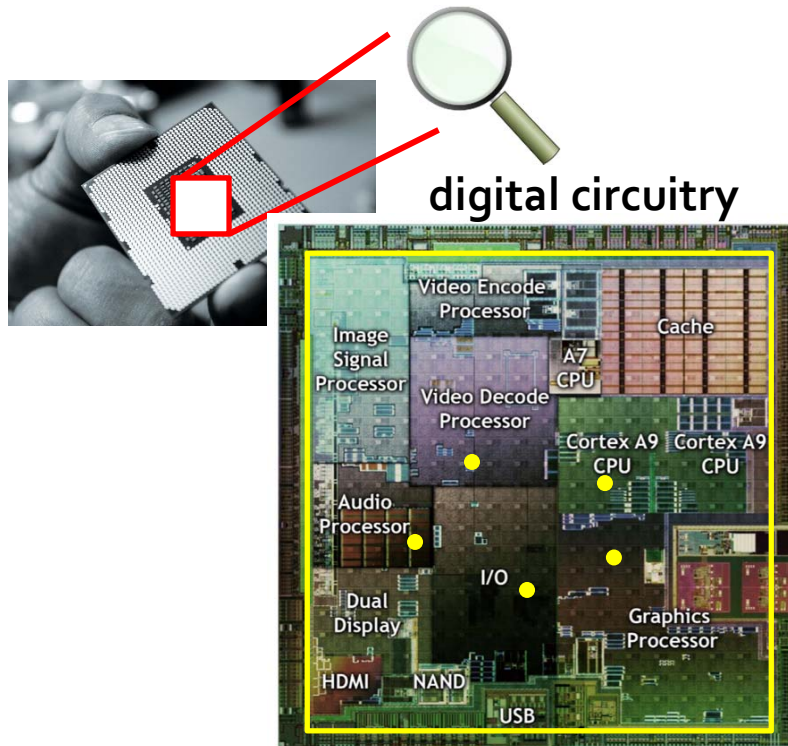 digital circuitry
Video Encode
Processor
Cache
Image
Signal
Processor
A7
CPU
Video Decode
Processor
Cortex A9
CPU
Cortex A9
CPU
Audio
Processor
I/O
Dual
Display
Graphics
Processor
HDMI
NAND
USB